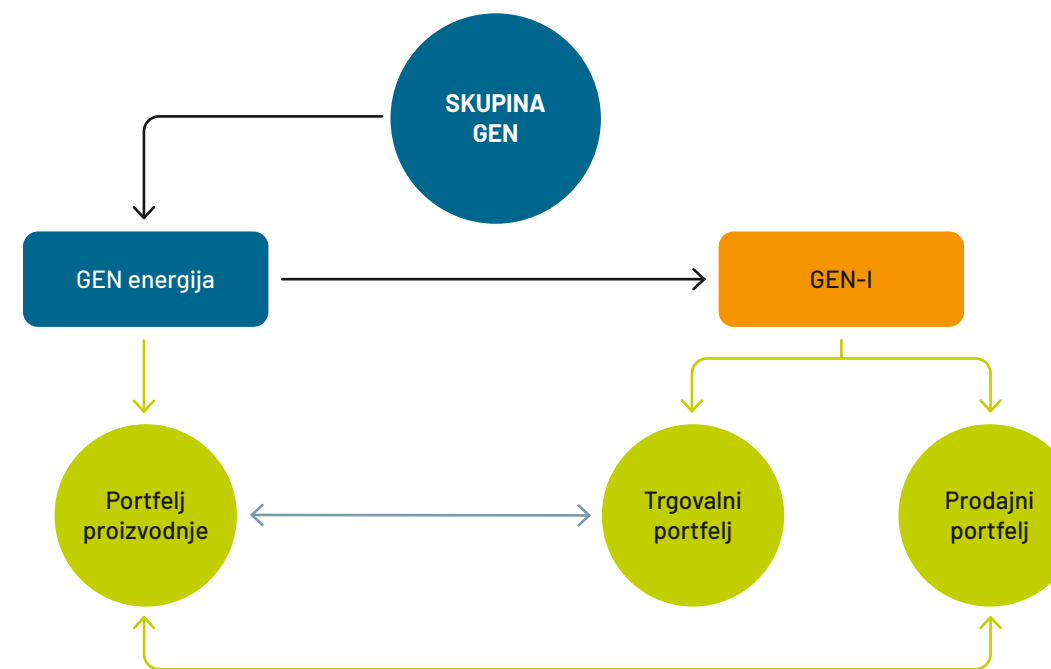 SKUPINA
GEN
GEN energija
GEN-I
Portfelj
proizvodnje
Trgovalni
portfelj
Prodajni
portfelj